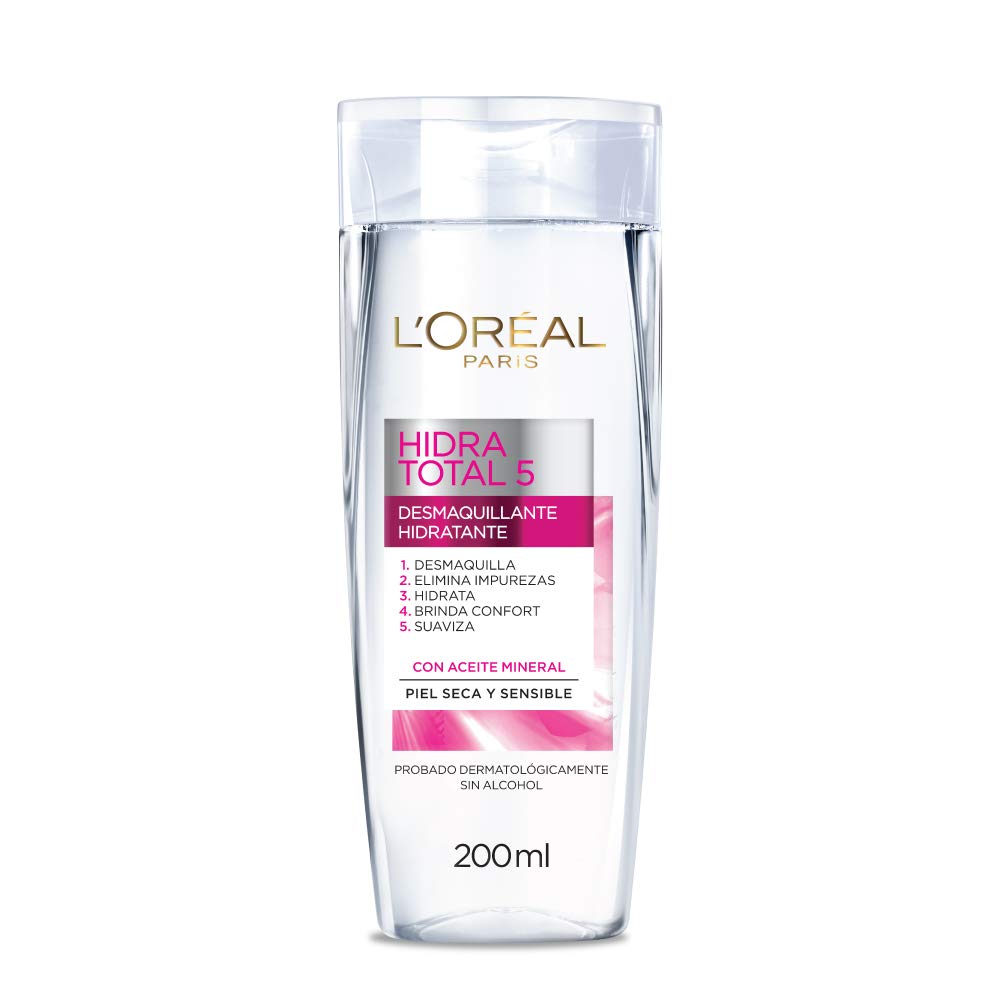 L'ORÉAL
PARiS
HIDRA
TOTAL 5
DESMAQUILLANTE
HIDRATANTE
1. DESMAQUILLA
2. ELIMINA IMPUREZAS
3. HIDRATA
4. BRINDA CONFORT
5. SUAVIZA
CON ACEITE MINERAL
PIEL SECA Y SENSIBLE
PROBADO DERMATOLÓGICAMENTE
SIN ALCOHOL
200ml